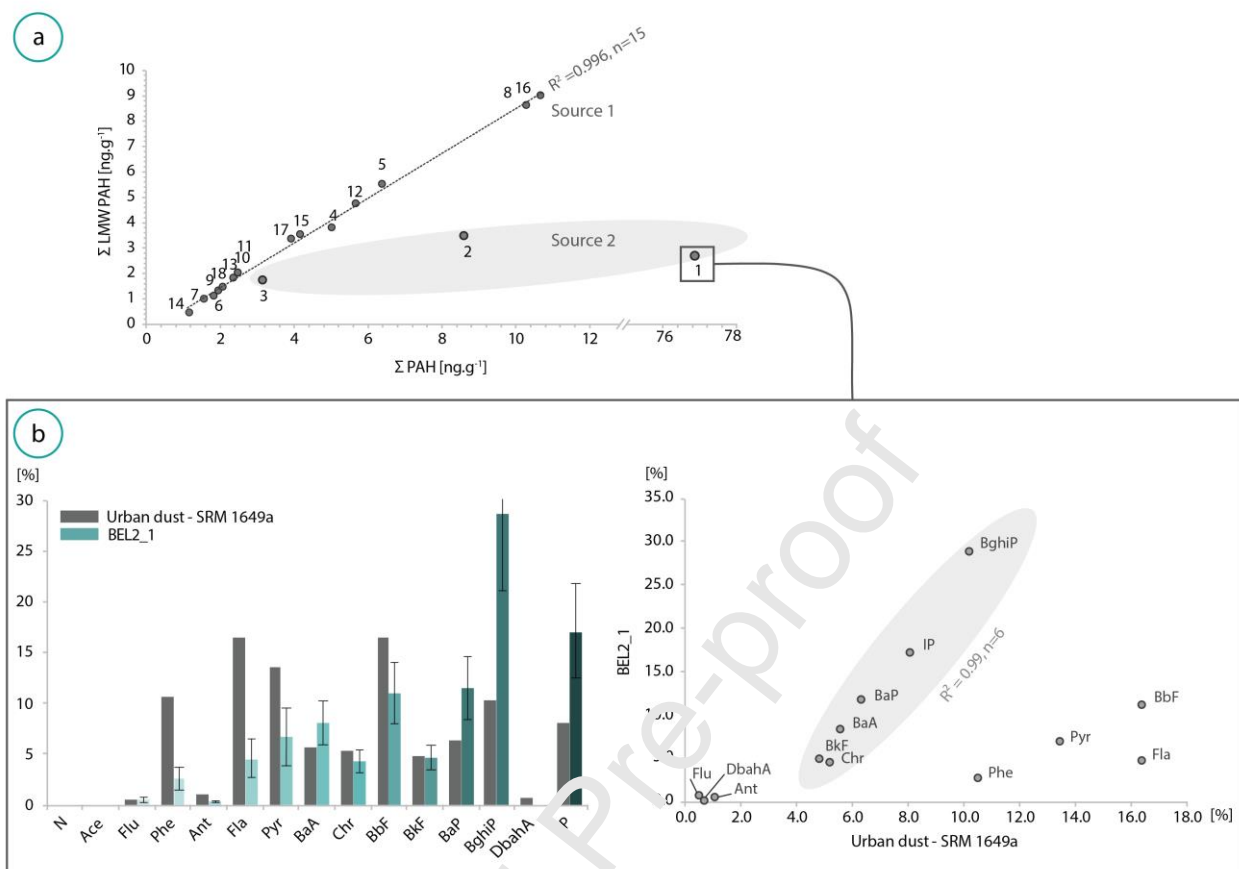 a
Σ LMW PAH [ng.g⁻¹]
10
9
8
7
6
5
4
3
2
1
0
0
2
4
6
8
10
12
76
78
Σ PAH [ng.g⁻¹]
R² =0.996, n=15
8
16
Source 1
5
12
4
15
17
11
10
13
18
9
7
6
14
3
2
Source 2
1
b
[%]
30
25
20
15
10
5
0
Urban dust - SRM 1649a
BEL2_1
N
Ace
Flu
Phe
Ant
Fla
Pyr
BaA
Chr
BbF
BkF
BaP
BghiP
DbahA
P
[%]
35.0
30.0
25.0
20.0
15.0
10.0
5.0
.0
BEL2_1
BghiP
IP
R² = 0.99, n=6
BaP
BaA
BbF
BkF
Chr
Pyr
Fla
Phe
Flu
DbahA
Ant
0.0
2.0
4.0
6.0
8.0
10.0
12.0
14.0
16.0
18.0
[%]
Urban dust - SRM 1649a
Pre-proof